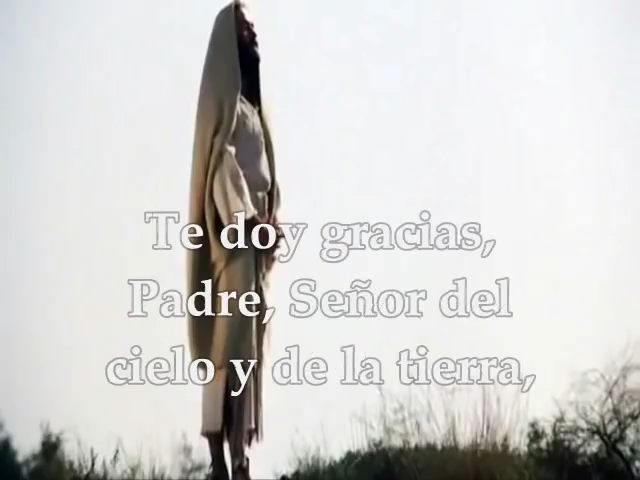 Te doy gracias,
Padre, Señor del
cielo y de la tierra,